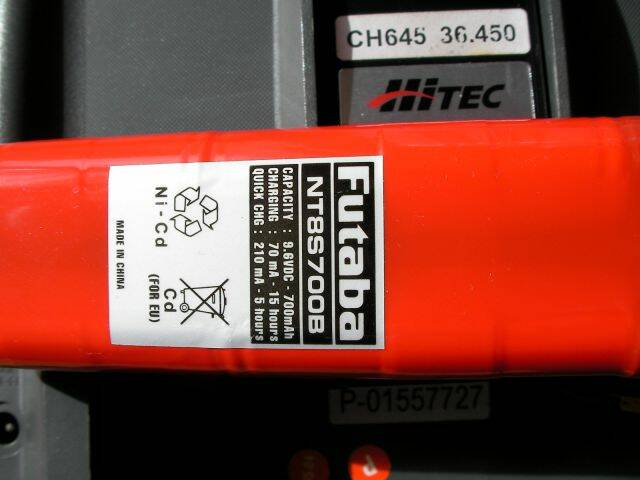 CH645 36.450
HiTEC
Futaba
NT8S700B
CAPACITY : 9.6VDC - 700mAh
CHARGING : 70 mA - 15 hours
QUICK CHG : 210 mA - 5 hours
Ni-Cd
Cd
(FOR EU)
MADE IN CHINA
P-01557727